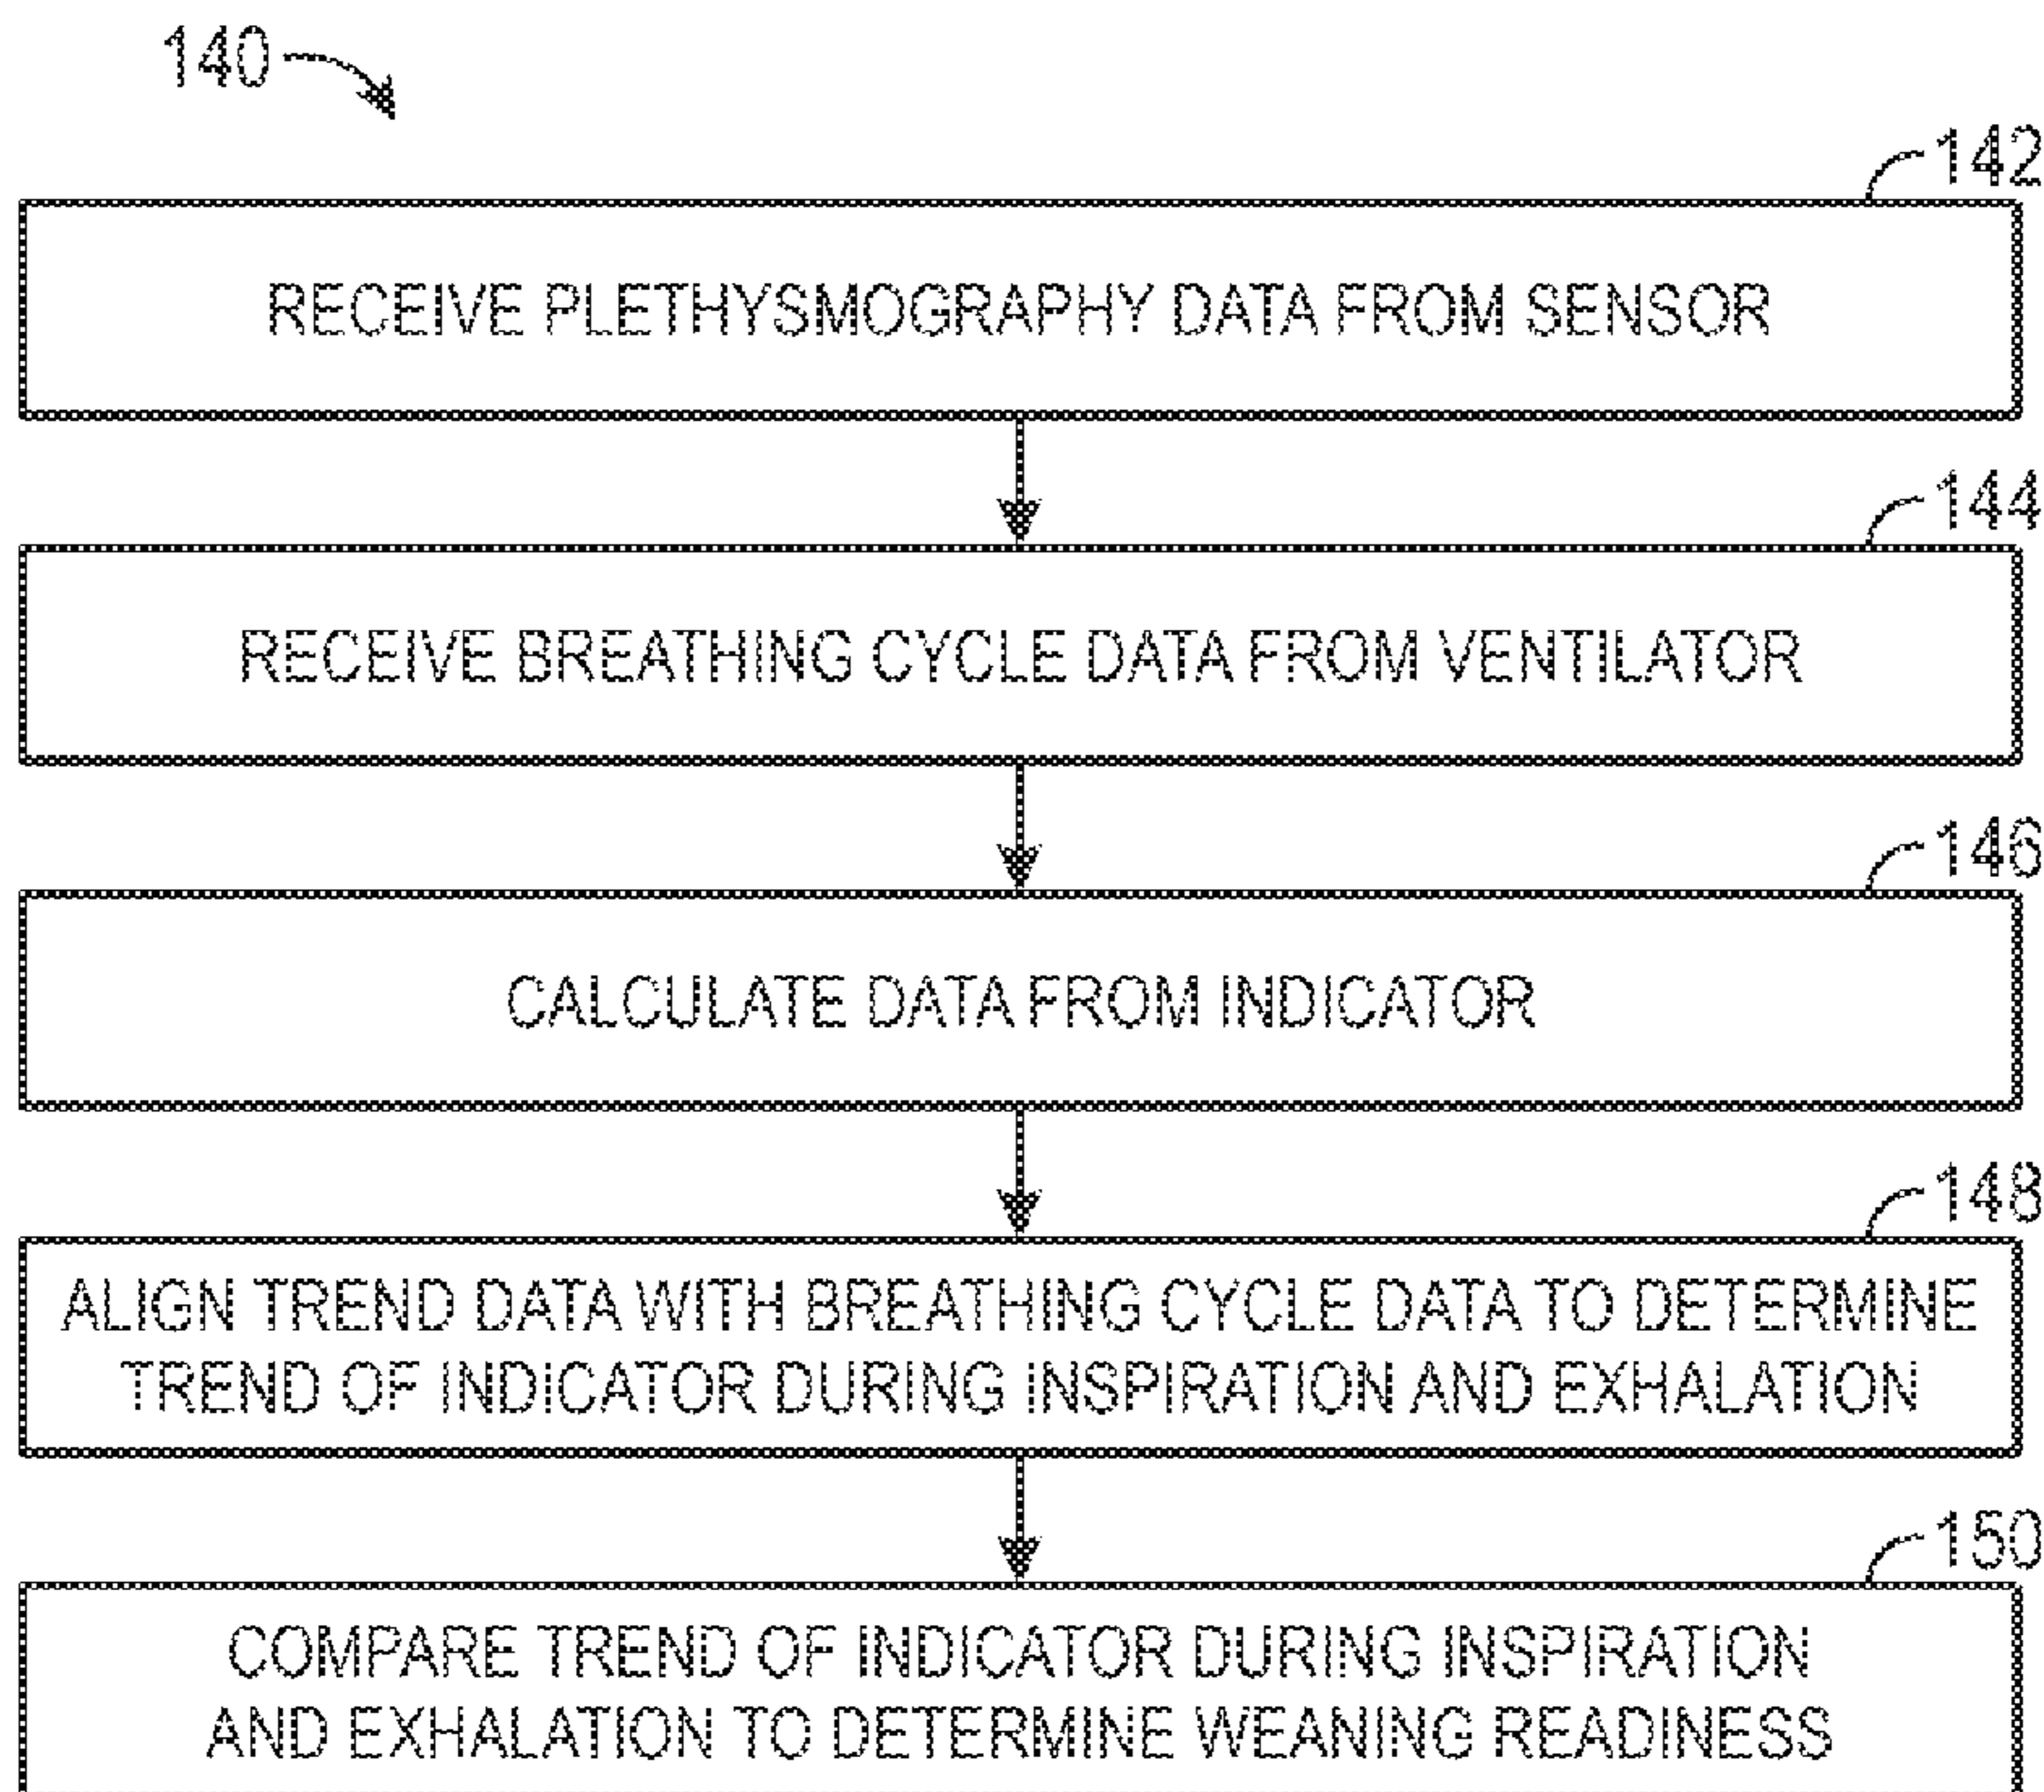 140
142
RECEIVE PLETHYSMOGRAPHY DATA FROM SENSOR
144
RECEIVE BREATHING CYCLE DATA FROM VENTILATOR
146
CALCULATE DATA FROM INDICATOR
148
ALIGN TREND DATA WITH BREATHING CYCLE DATA TO DETERMINE
TREND OF INDICATOR DURING INSPIRATION AND EXHALATION
150
COMPARE TREND OF INDICATOR DURING INSPIRATION
AND EXHALATION TO DETERMINE WEANING READINESS